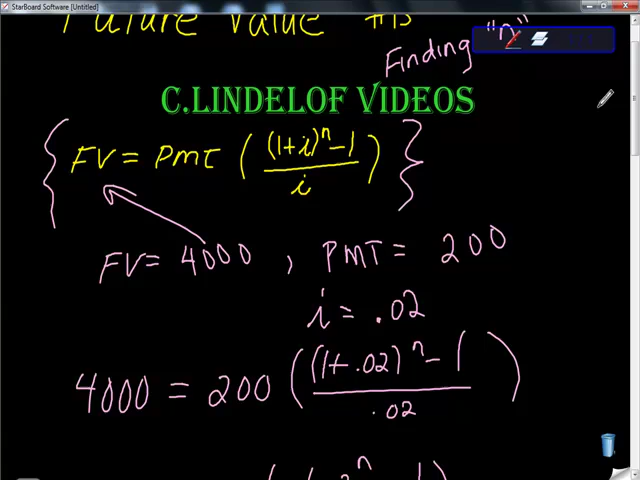 StarBoard Software [Untitled]
Future Value #13
Finding "n"
C.LINDELOF VIDEOS
{ FV = PMT ( (1+i)^n - 1 / i ) }
FV = 4000 , PMT = 200
i = .02
4000 = 200 ( (1+.02)^n - 1 / .02 )